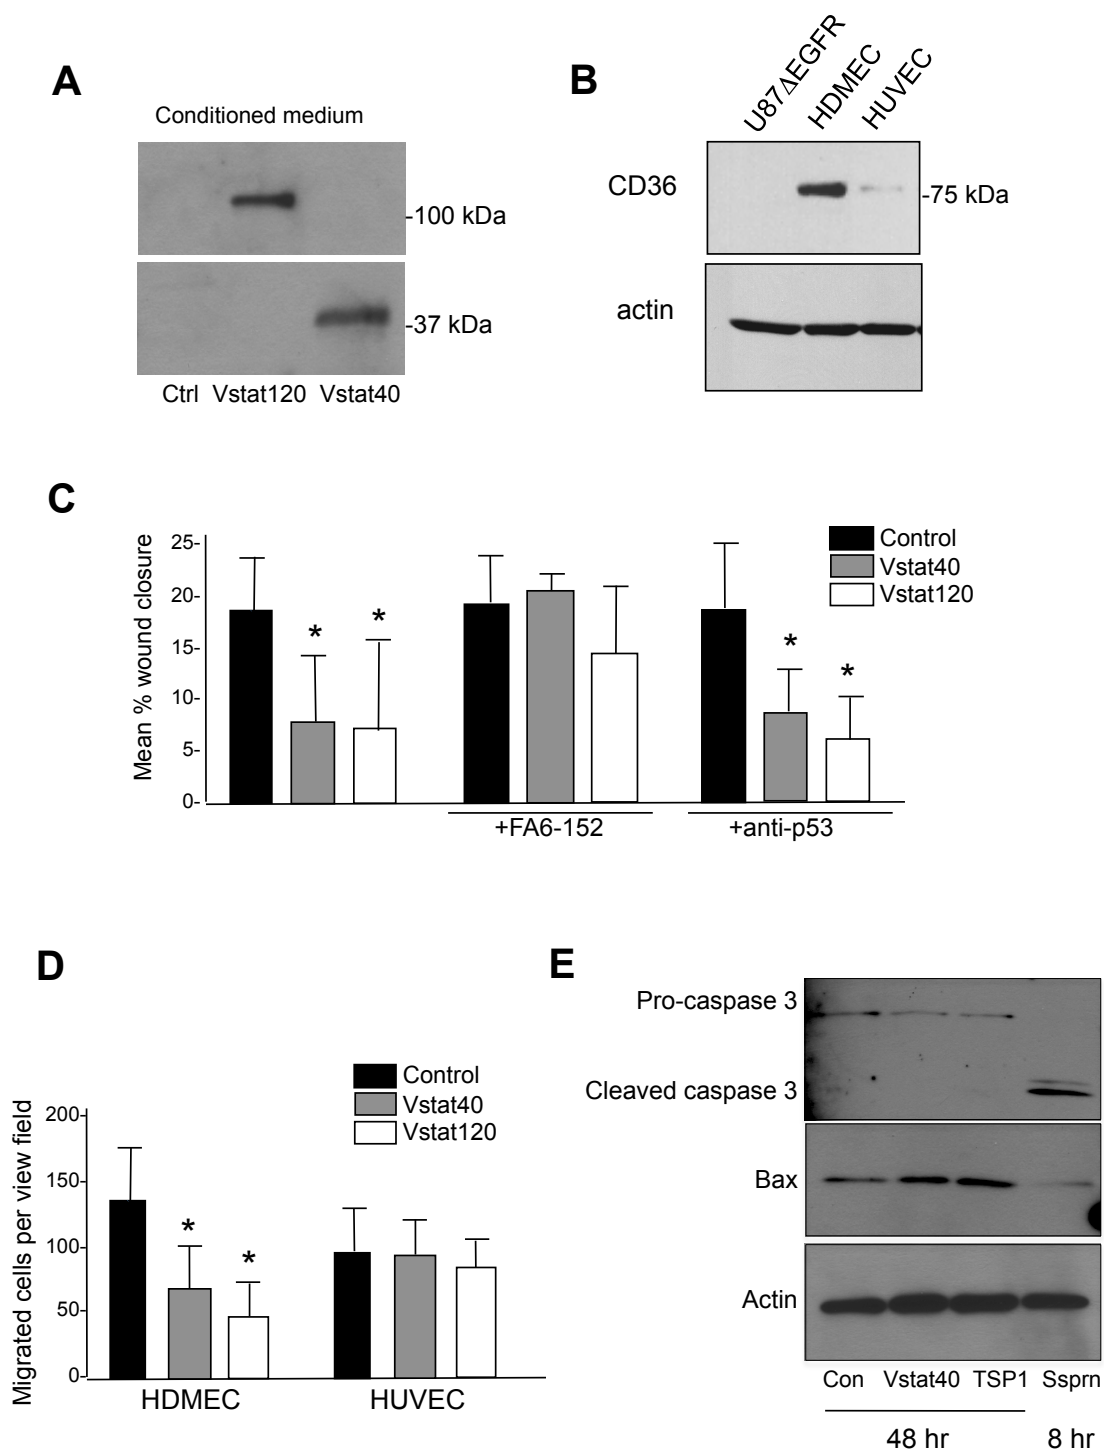 A
Conditioned medium
-100 kDa
-37 kDa
Ctrl Vstat120 Vstat40
B
U87ΔEGFR
HDMEC
HUVEC
CD36
-75 kDa
actin
C
Mean % wound closure
25-
20-
15-
10-
5-
0-
Control
Vstat40
Vstat120
*
*
*
*
+FA6-152
+anti-p53
D
Migrated cells per view field
200-
150-
100-
50-
0-
Control
Vstat40
Vstat120
*
*
HDMEC
HUVEC
E
Pro-caspase 3
Cleaved caspase 3
Bax
Actin
Con Vstat40 TSP1 Ssprn
48 hr 8 hr